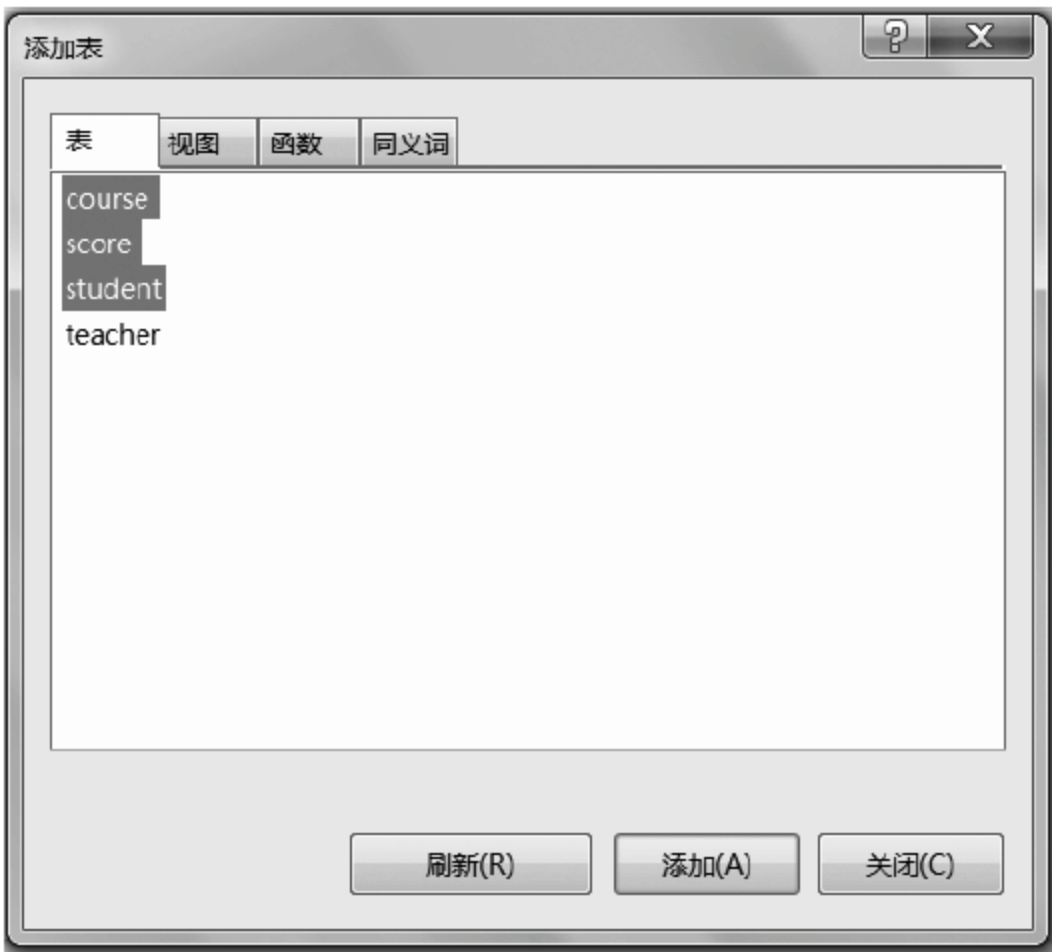 添加表
表 视图 函数 同义词
course
score
student
teacher
刷新(R) 添加(A) 关闭(C)